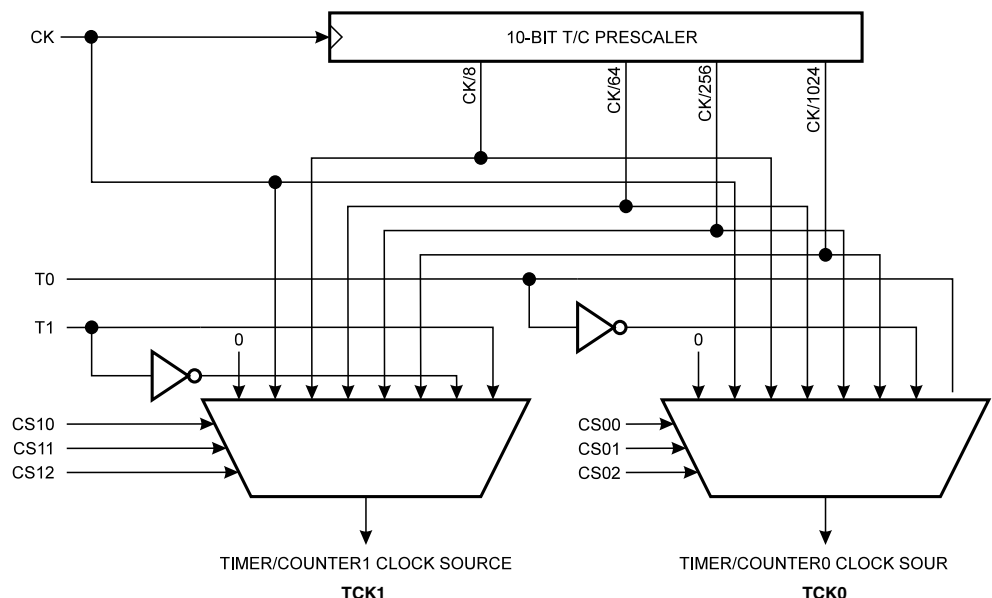 CK
10-BIT T/C PRESCALER
CK/8
CK/64
CK/256
CK/1024
T0
T1
0
0
CS10
CS11
CS12
CS00
CS01
CS02
TIMER/COUNTER1 CLOCK SOURCE
TCK1
TIMER/COUNTER0 CLOCK SOUR
TCK0